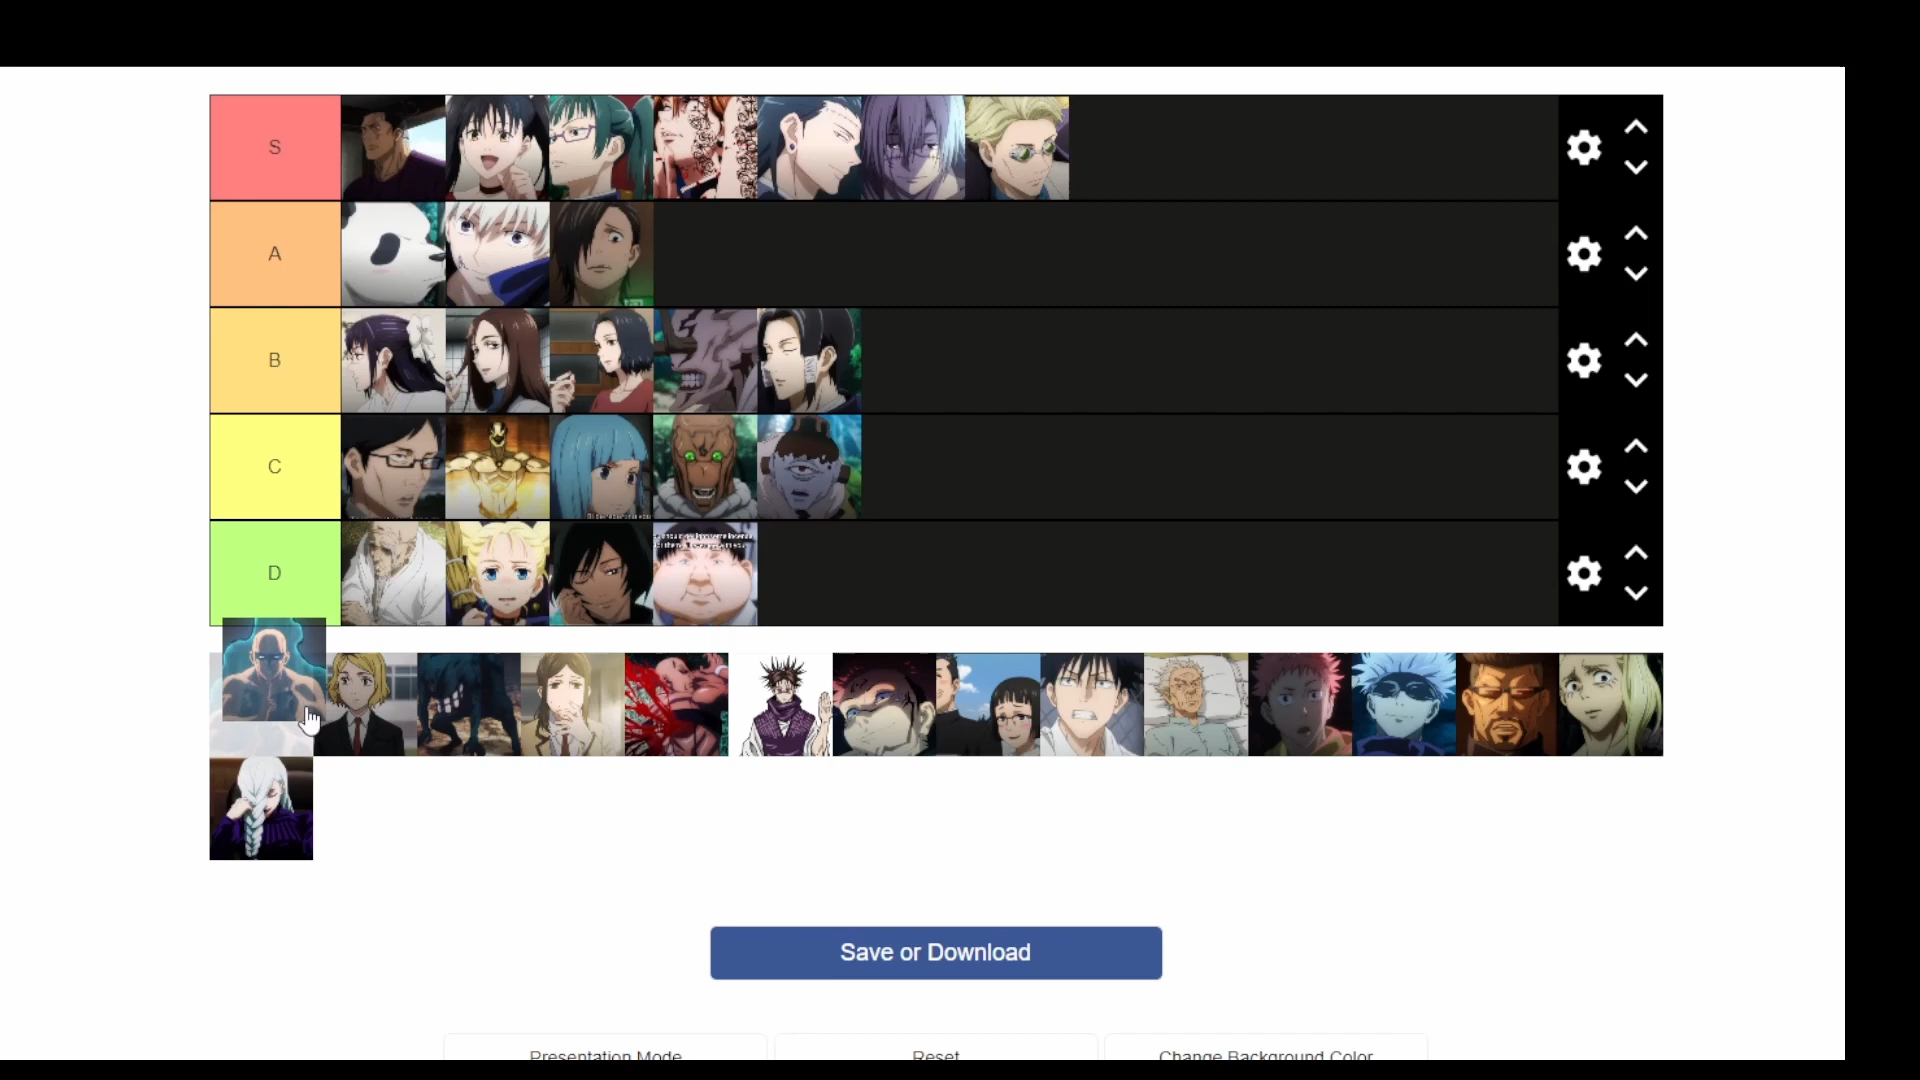 S
A
B
C
D
Save or Download
Presentation Mode
Reset
Change Background Color